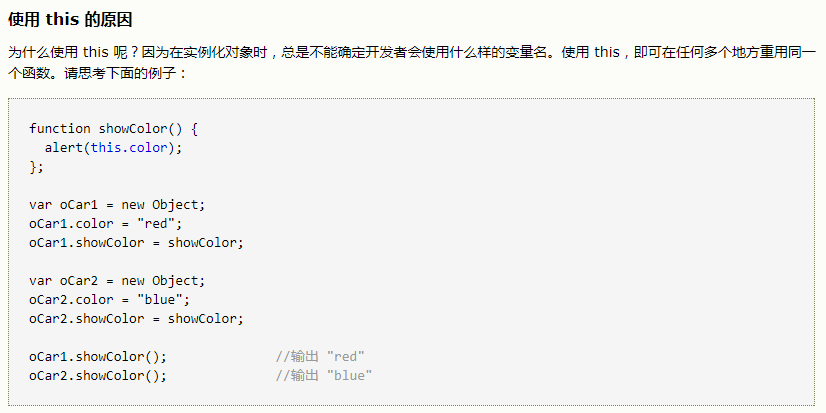 使用 this 的原因
为什么使用 this 呢？因为在实例化对象时，总是不能确定开发者会使用什么样的变量名。使用 this，即可在任何多个地方重用同一
个函数。请思考下面的例子：
function showColor() {
  alert(this.color);
};
var oCar1 = new Object;
oCar1.color = "red";
oCar1.showColor = showColor;
var oCar2 = new Object;
oCar2.color = "blue";
oCar2.showColor = showColor;
oCar1.showColor();              //输出 "red"
oCar2.showColor();              //输出 "blue"